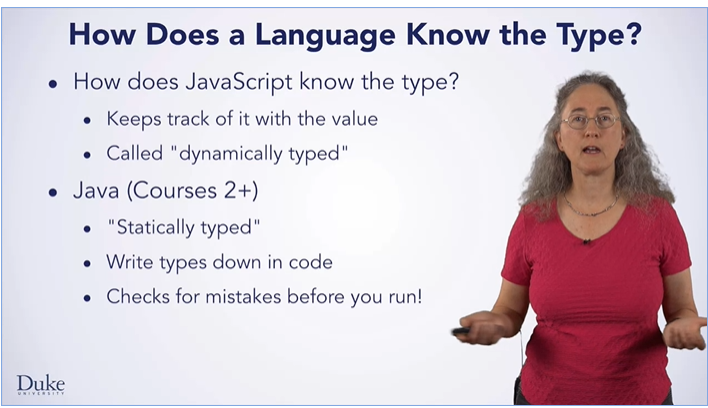 How Does a Language Know the Type?
• How does JavaScript know the type?
• Keeps track of it with the value
• Called "dynamically typed"
• Java (Courses 2+)
• "Statically typed"
• Write types down in code
• Checks for mistakes before you run!
Duke
UNIVERSITY